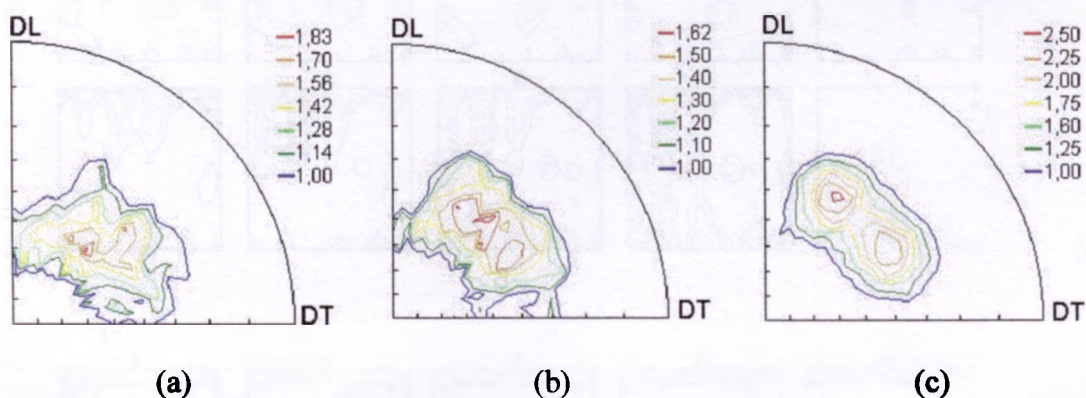 DL
1,83
1,70
1,56
1,42
1,28
1,14
1,00
DT
DL
1,62
1,50
1,40
1,30
1,20
1,10
1,00
DT
DL
2,50
2,25
2,00
1,75
1,60
1,25
1,00
DT
(a)
(b)
(c)